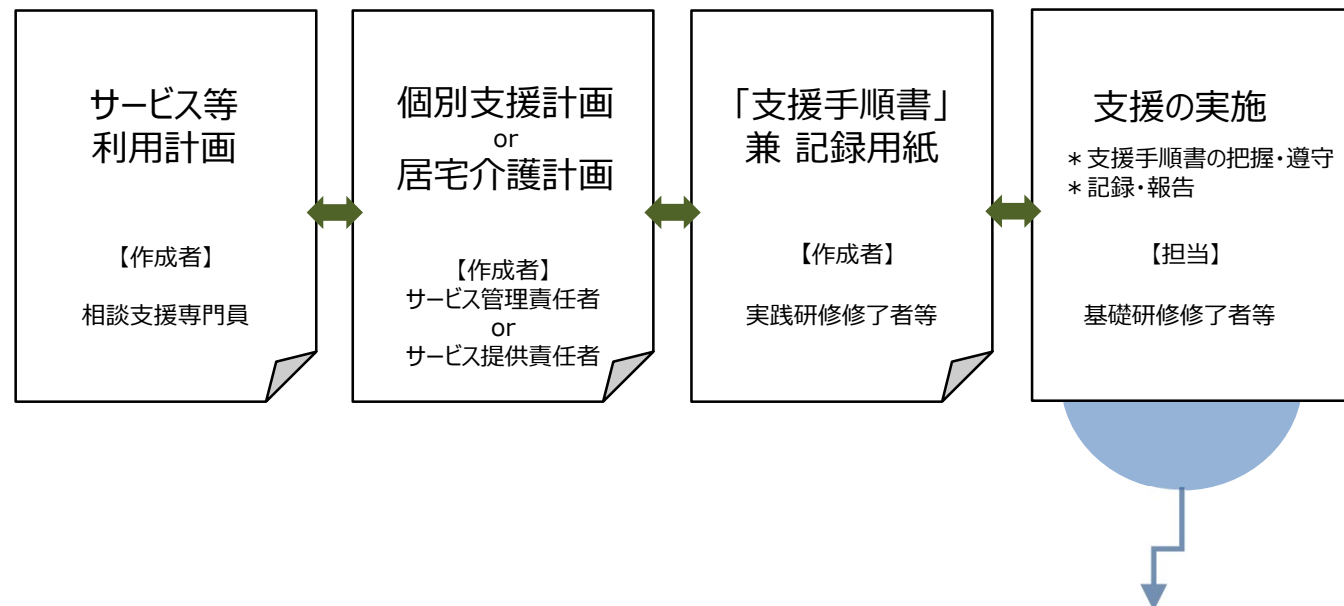 サービス等
利用計画
【作成者】
相談支援専門員
個別支援計画
or
居宅介護計画
【作成者】
サービス管理責任者
or
サービス提供責任者
「支援手順書」
兼 記録用紙
【作成者】
実践研修修了者等
支援の実施
＊支援手順書の把握・遵守
＊記録・報告
【担当】
基礎研修修了者等